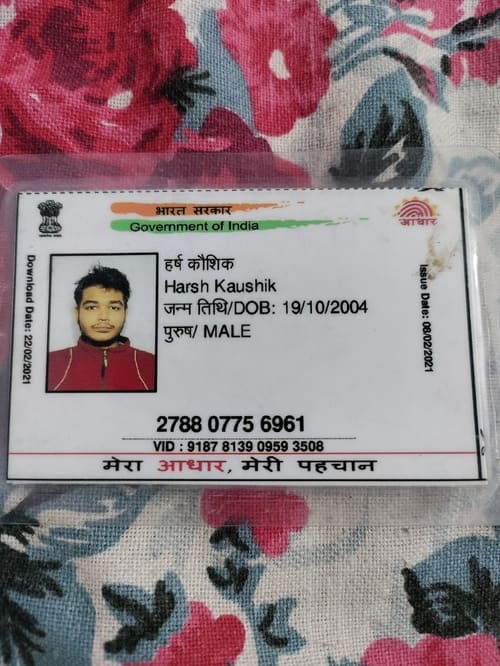 भारत सरकार
Government of India
आधार
हर्ष कौशिक
Harsh Kaushik
जन्म तिथि/DOB: 19/10/2004
पुरुष/ MALE
Download Date: 22/02/2021
Issue Date: 08/02/2021
2788 0775 6961
VID : 9187 8139 0959 3508
मेरा आधार, मेरी पहचान